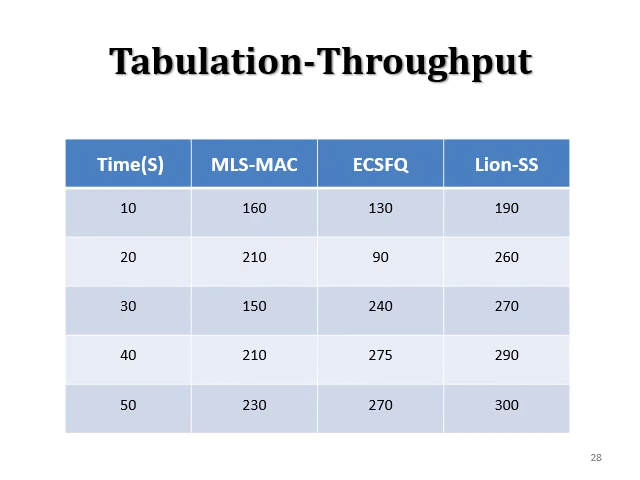 Tabulation-Throughput
Time(S) MLS-MAC ECSFQ Lion-SS
10 160 130 190
20 210 90 260
30 150 240 270
40 210 275 290
50 230 270 300
28